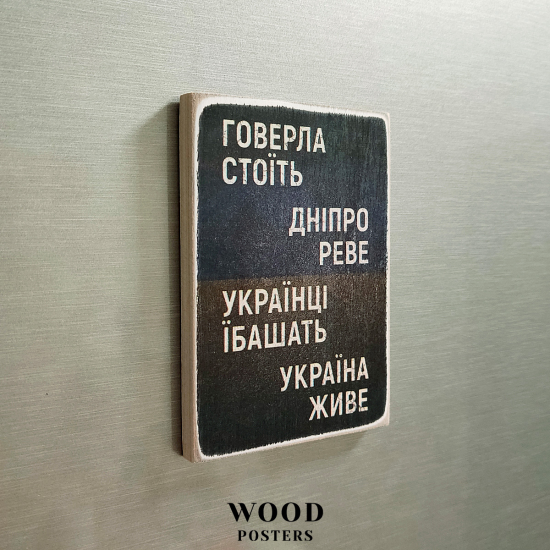 ГОВЕРЛА
СТОЇТЬ
ДНІПРО
РЕВЕ
УКРАЇНЦІ
ЇБАШАТЬ
УКРАЇНА
ЖИВЕ
WOOD
POSTERS